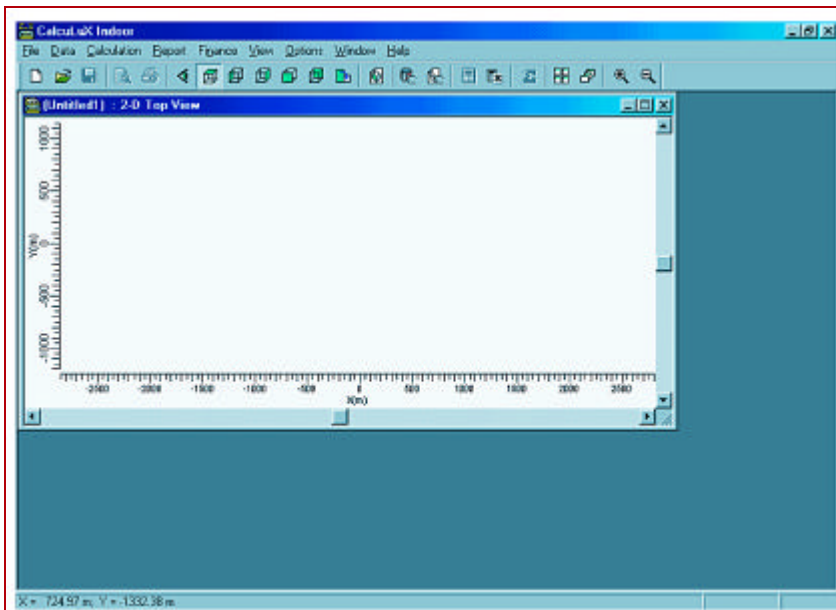 CalcuLuX Indoor
File Data Calculation Report Finance View Options Window Help
(Untitled1) : 2-D Top View
1000
500
Y(m) 0
-500
-1000
-2500 -2000 -1500 -1000 -500 0 500 1000 1500 2000 2500
X(m)
X = 724.97 m; Y = -1332.38 m